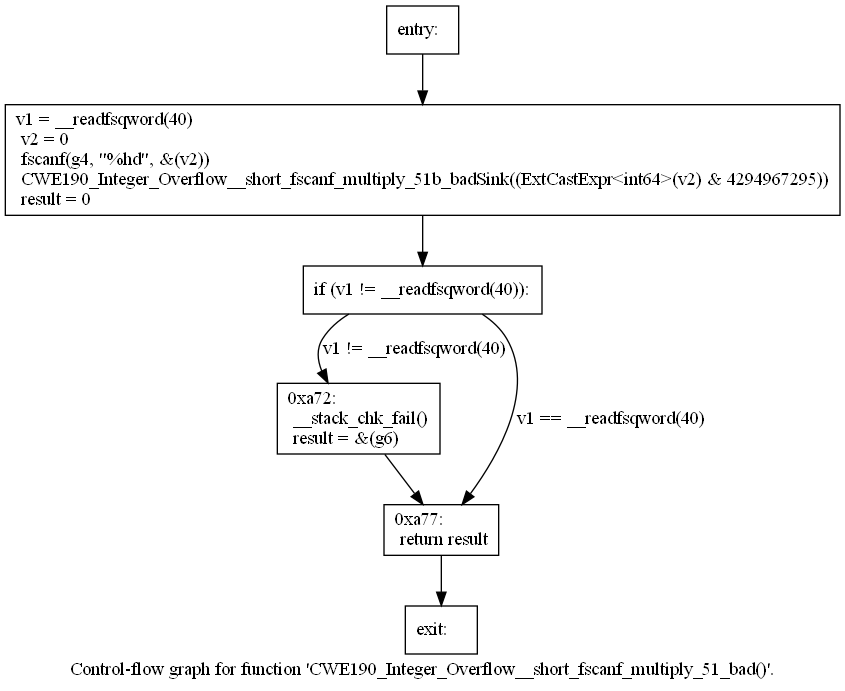 entry:
v1 = __readfsqword(40)
v2 = 0
fscanf(g4, "%hd", &(v2))
CWE190_Integer_Overflow__short_fscanf_multiply_51b_badSink((ExtCastExpr<int64>(v2) & 4294967295))
result = 0
if (v1 != __readfsqword(40)):
v1 != __readfsqword(40)
0xa72:
__stack_chk_fail()
result = &(g6)
v1 == __readfsqword(40)
0xa77:
return result
exit:
Control-flow graph for function 'CWE190_Integer_Overflow__short_fscanf_multiply_51_bad()'.